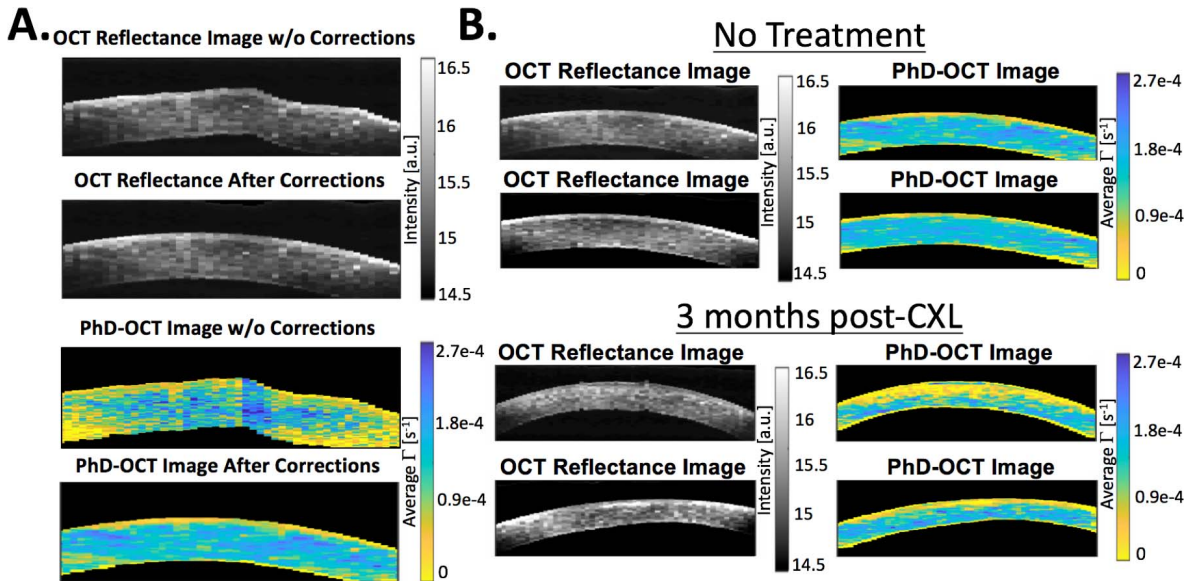 A.
OCT Reflectance Image w/o Corrections
16.5
16
15.5
15
14.5
Intensity [a.u.]
OCT Reflectance After Corrections
PhD-OCT Image w/o Corrections
2.7e-4
1.8e-4
0.9e-4
0
Average Γ [s⁻¹]
PhD-OCT Image After Corrections
B.
No Treatment
OCT Reflectance Image
PhD-OCT Image
OCT Reflectance Image
PhD-OCT Image
Intensity [a.u.]
16.5
16
15.5
15
14.5
Average Γ [s⁻¹]
2.7e-4
1.8e-4
0.9e-4
0
3 months post-CXL
OCT Reflectance Image
PhD-OCT Image
OCT Reflectance Image
PhD-OCT Image
Intensity [a.u.]
16.5
16
15.5
15
14.5
Average Γ [s⁻¹]
2.7e-4
1.8e-4
0.9e-4
0